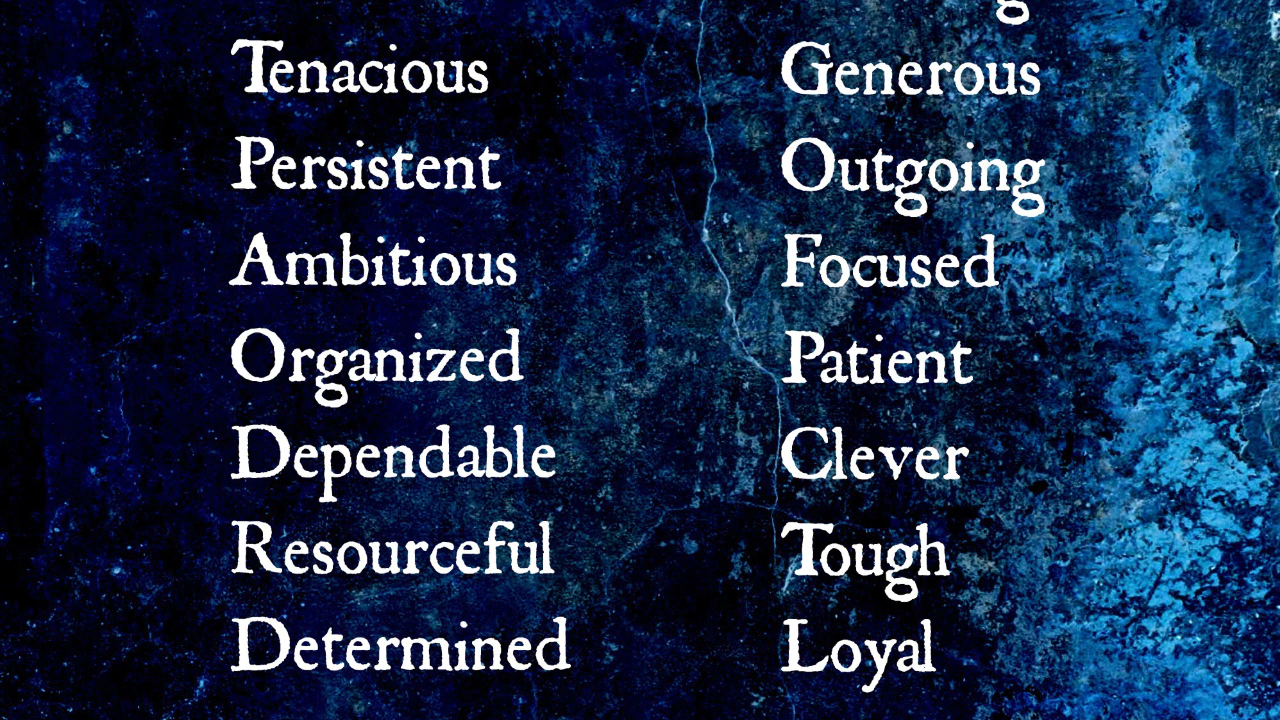 Tenacious
Persistent
Ambitious
Organized
Dependable
Resourceful
Determined
Generous
Outgoing
Focused
Patient
Clever
Tough
Loyal